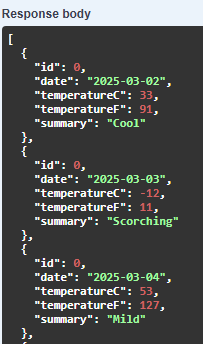 Response body
[
  {
    "id": 0,
    "date": "2025-03-02",
    "temperatureC": 33,
    "temperatureF": 91,
    "summary": "Cool"
  },
  {
    "id": 0,
    "date": "2025-03-03",
    "temperatureC": -12,
    "temperatureF": 11,
    "summary": "Scorching"
  },
  {
    "id": 0,
    "date": "2025-03-04",
    "temperatureC": 53,
    "temperatureF": 127,
    "summary": "Mild"
  },